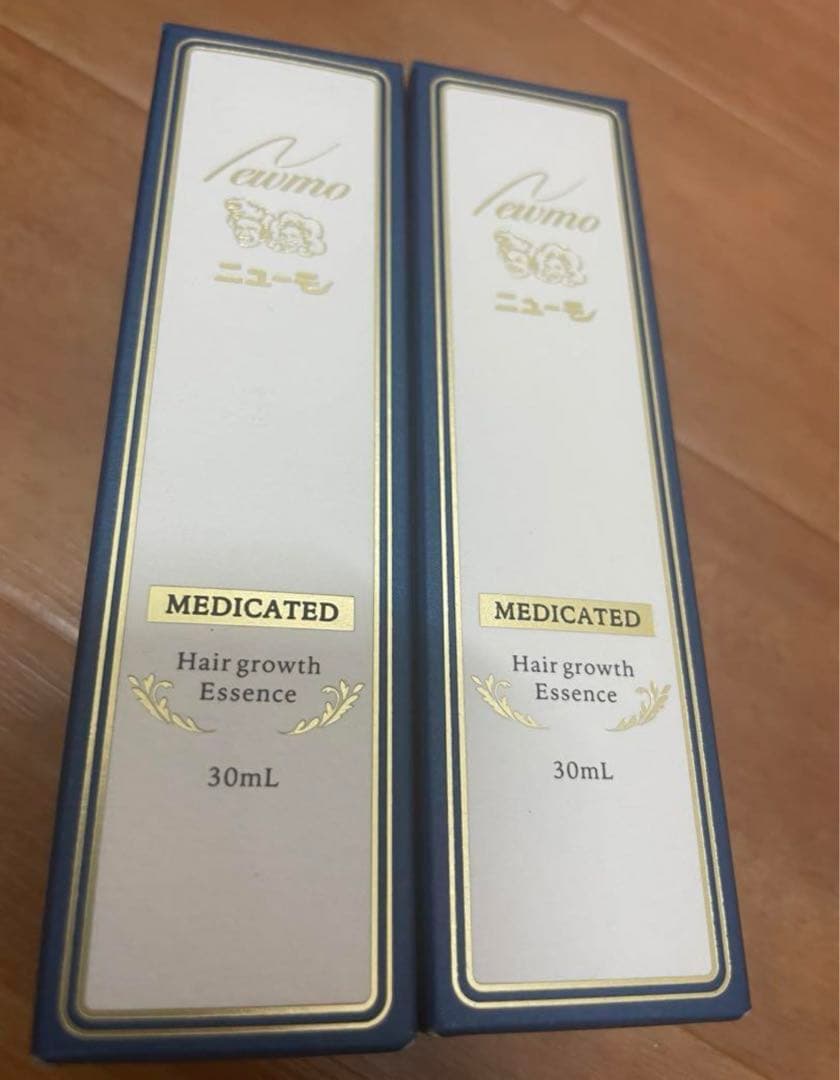 Newmo
ニューモ
MEDICATED
Hair growth
Essence
30mL
Newmo
ニューモ
MEDICATED
Hair growth
Essence
30mL